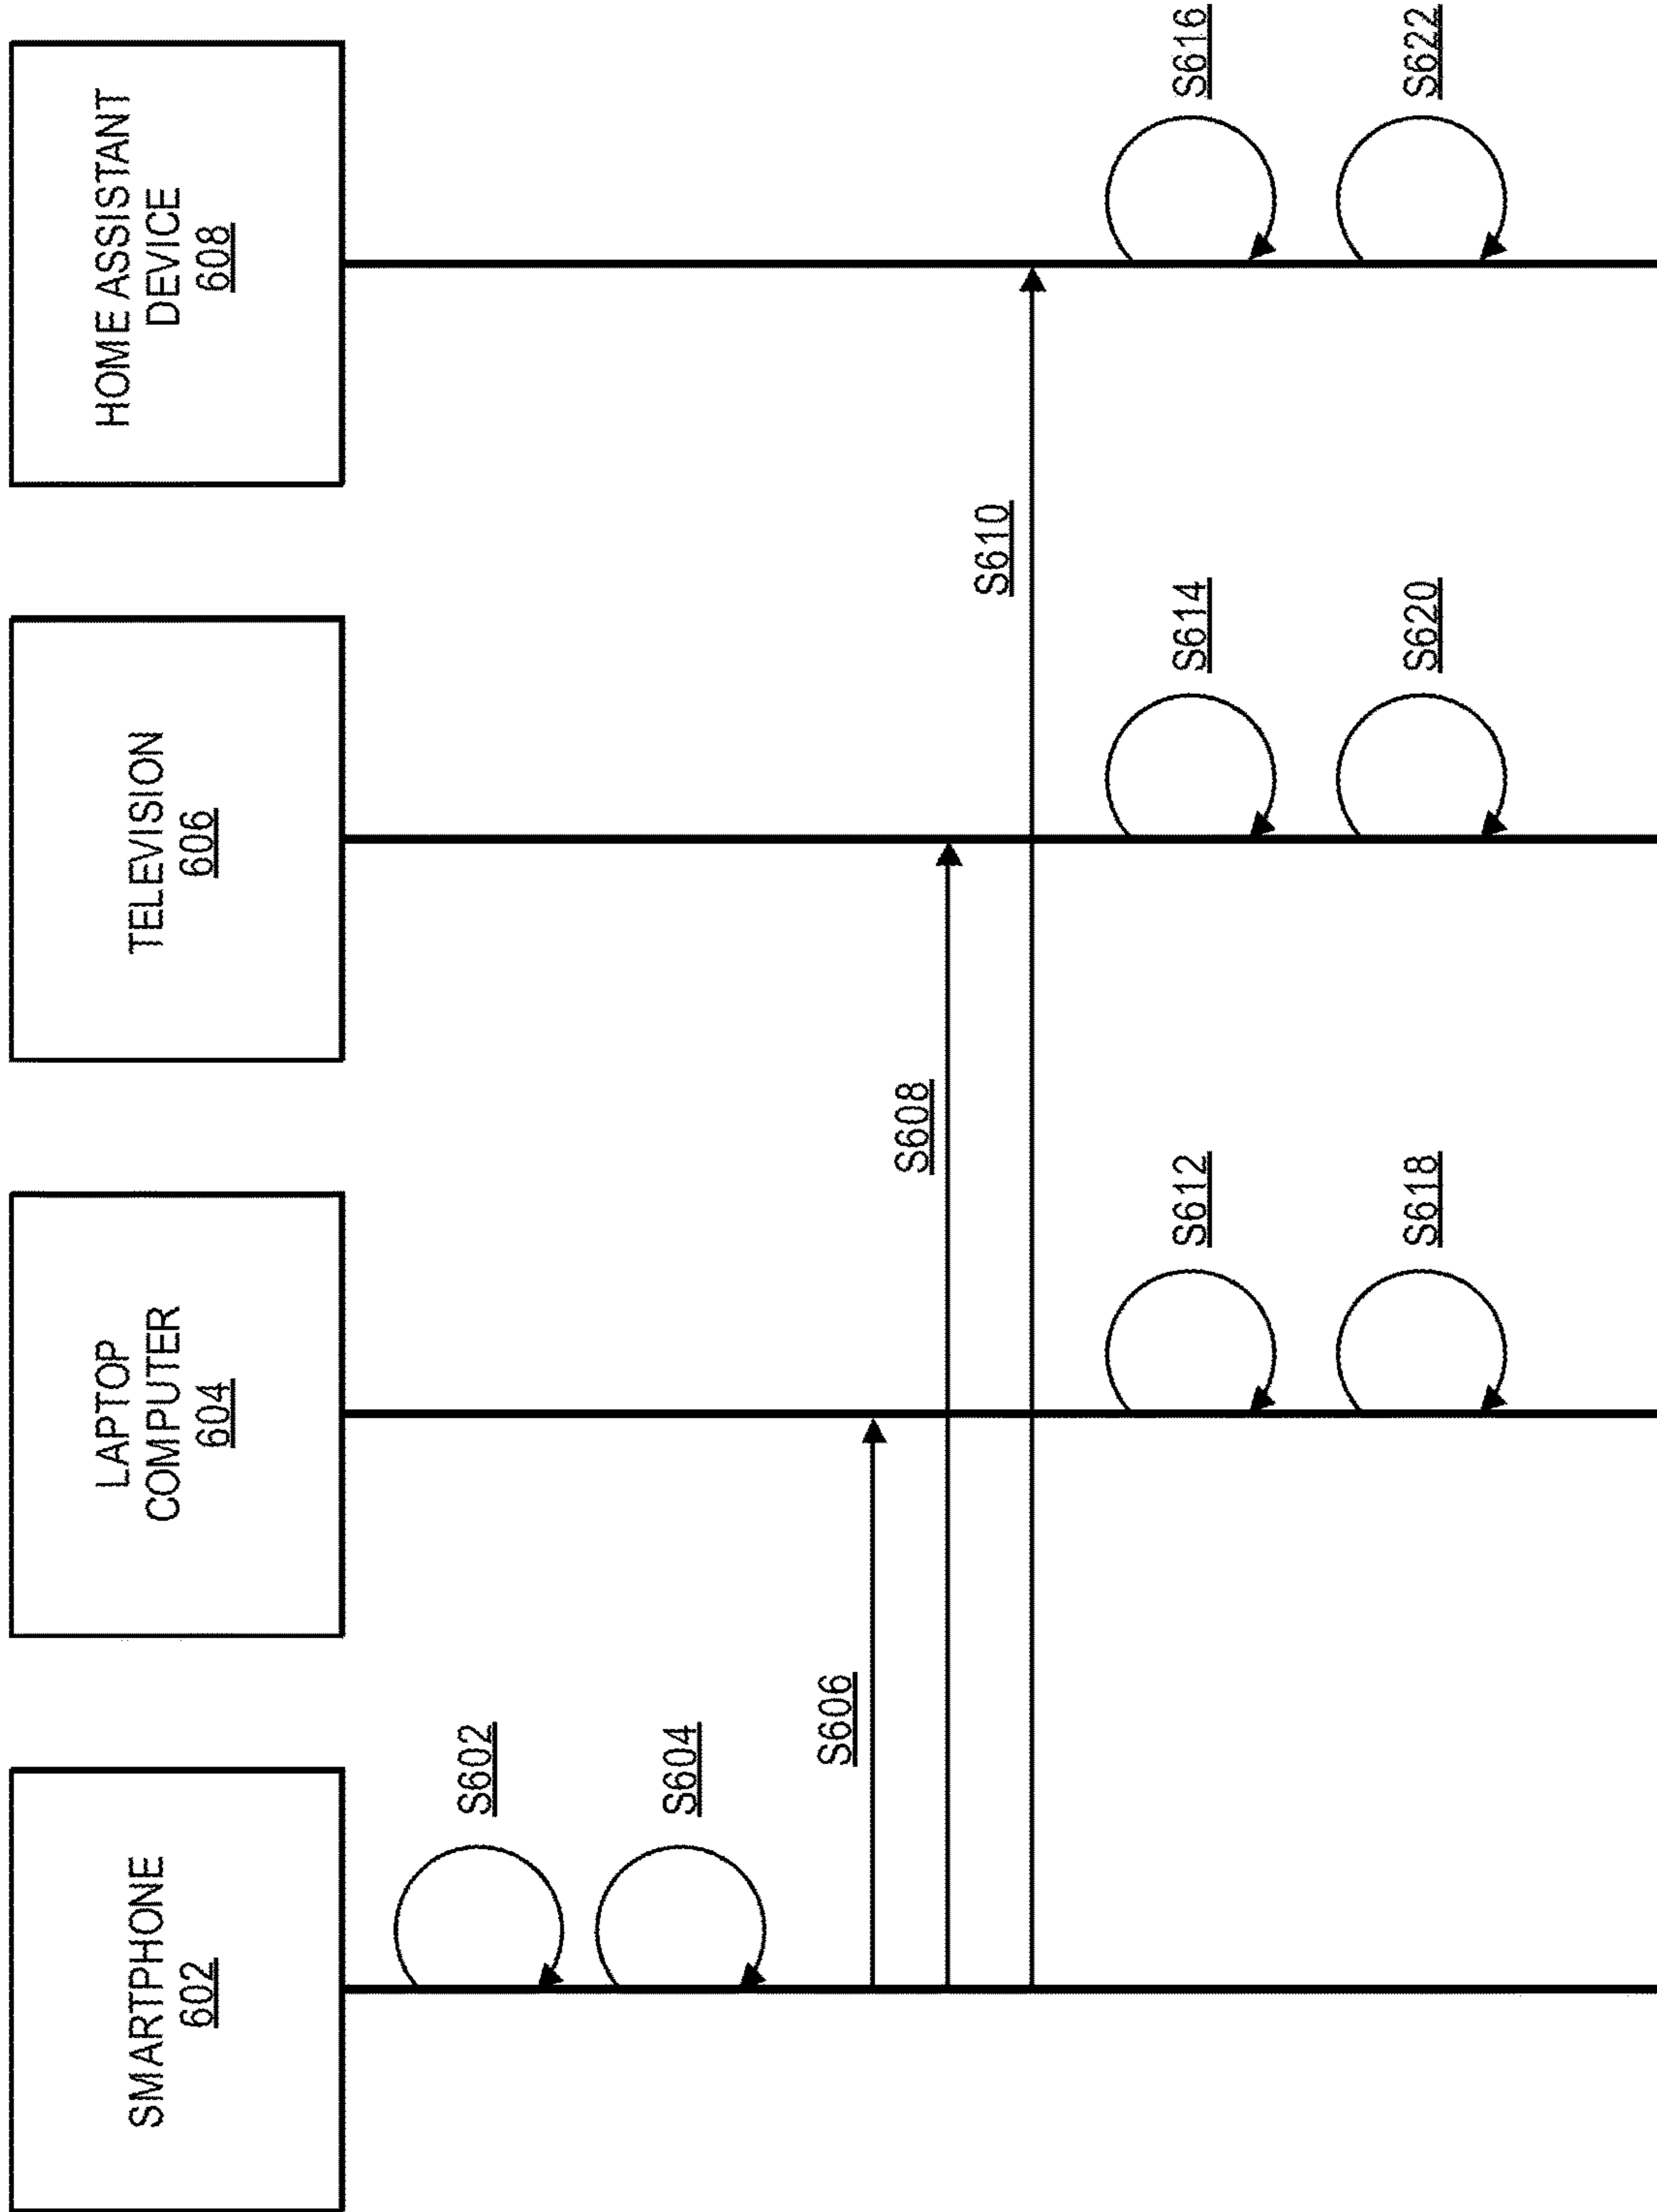 SMARTPHONE
602
LAPTOP
COMPUTER
604
TELEVISION
606
HOME ASSISTANT
DEVICE
608
S602
S604
S606
S608
S610
S612
S614
S616
S618
S620
S622